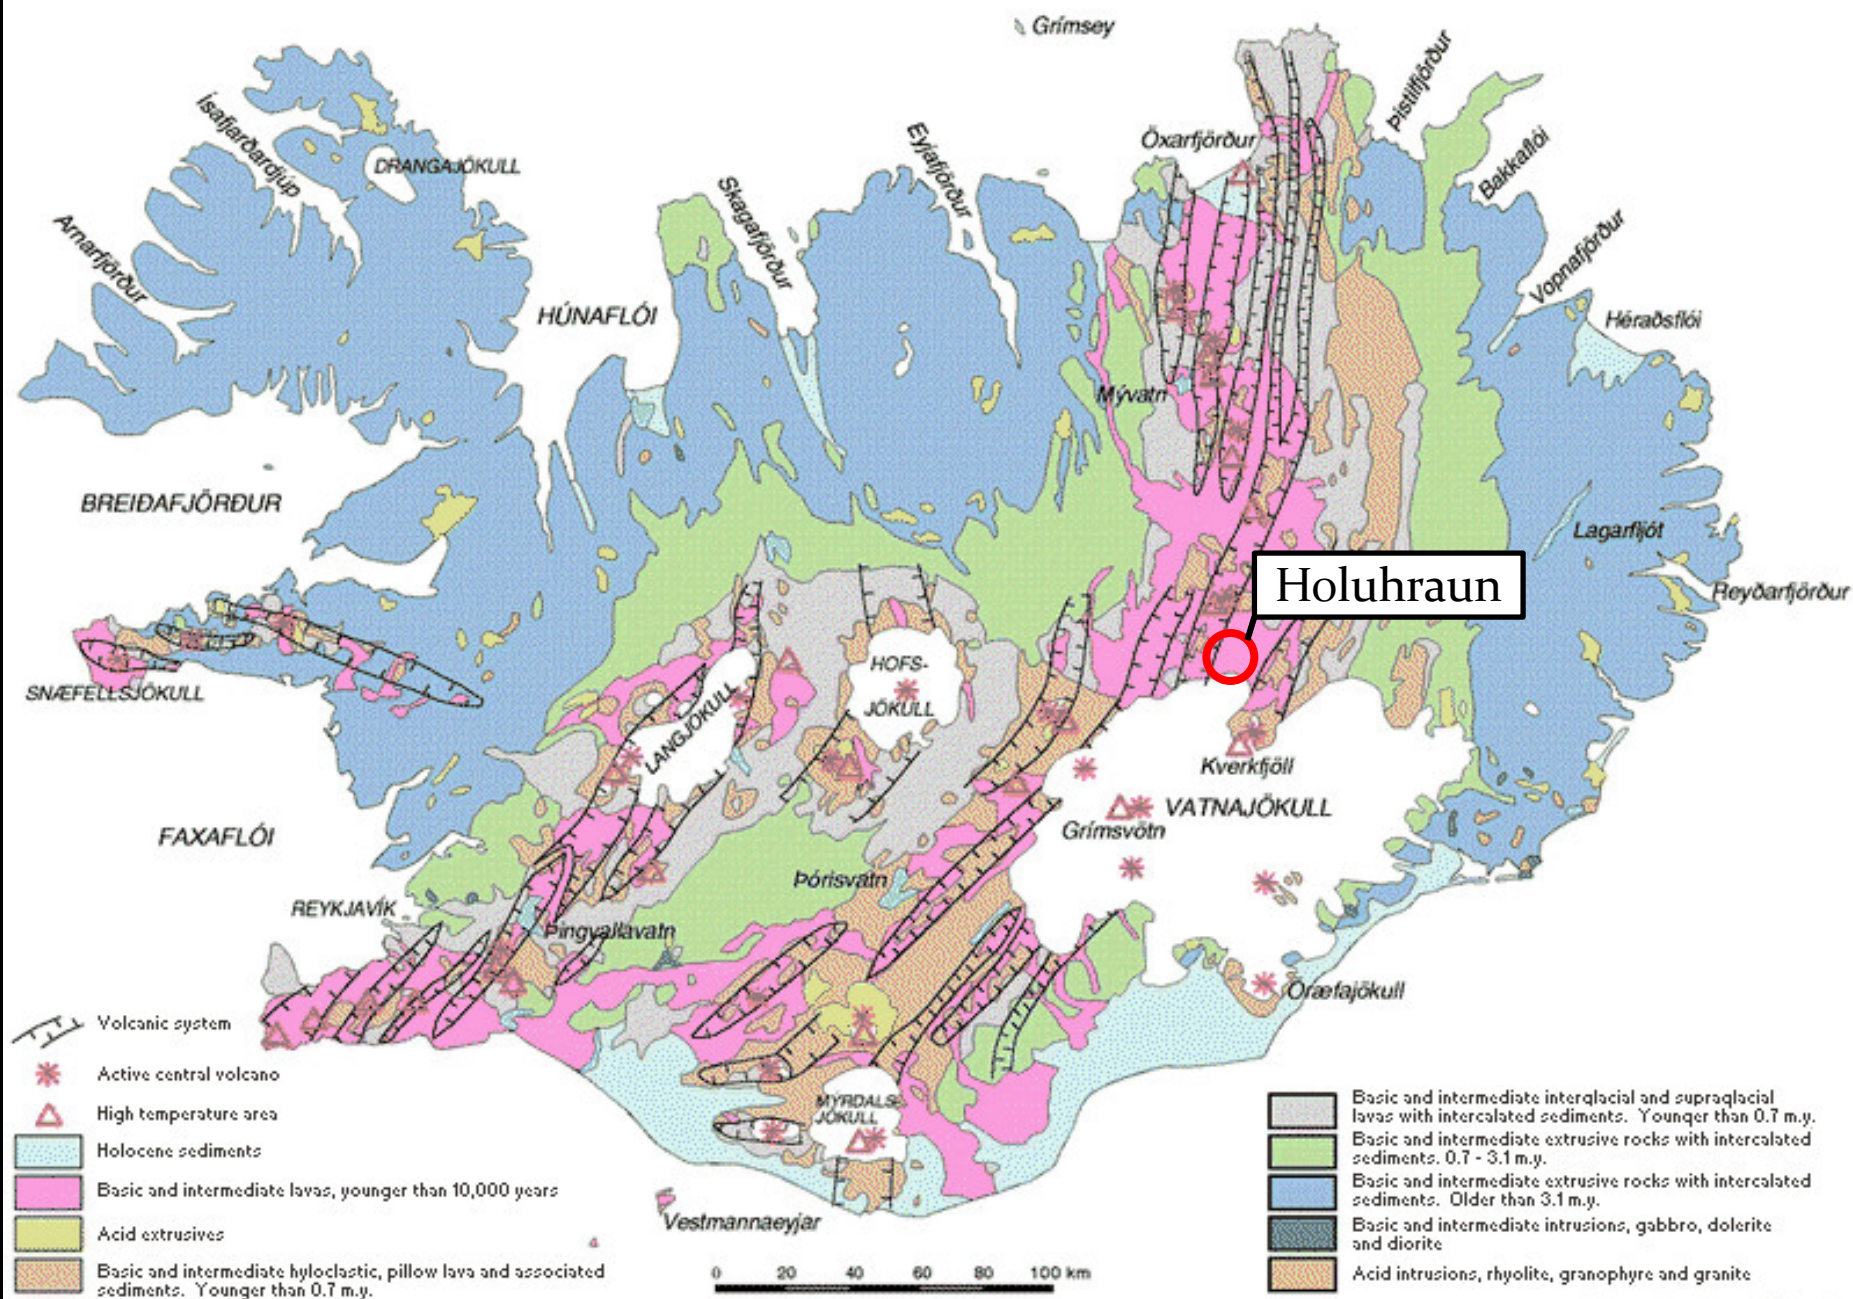 Grímsey
Þistilfjörður
Öxarfjörður
Bakkaflói
Ísafjarðardjúp
DRANGAJÖKULL
Eyjafjörður
Skagafjörður
Arnarfjörður
Vopnafjörður
HÚNAFLÓI
Héraðsflói
Mývatn
BREIÐAFJÖRÐUR
Lagarfljót
Holuhraun
Reyðarfjörður
SNÆFELLSJÖKULL
HOFS-
JÖKULL
LANGJÖKULL
Kverkfjöll
VATNAJÖKULL
Grímsvötn
FAXAFLÓI
Þórisvatn
REYKJAVÍK
Þingvallavatn
Öræfajökull
MÝRDALS-
JÖKULL
Vestmannaeyjar
Volcanic system
Active central volcano
High temperature area
Holocene sediments
Basic and intermediate lavas, younger than 10,000 years
Acid extrusives
Basic and intermediate hyloclastic, pillow lava and associated
sediments. Younger than 0.7 m.y.
0 20 40 60 80 100 km
Basic and intermediate interglacial and supraglacial
lavas with intercalated sediments. Younger than 0.7 m.y.
Basic and intermediate extrusive rocks with intercalated
sediments. 0.7 - 3.1 m.y.
Basic and intermediate extrusive rocks with intercalated
sediments. Older than 3.1 m.y.
Basic and intermediate intrusions, gabbro, dolerite
and diorite
Acid intrusions, rhyolite, granophyre and granite